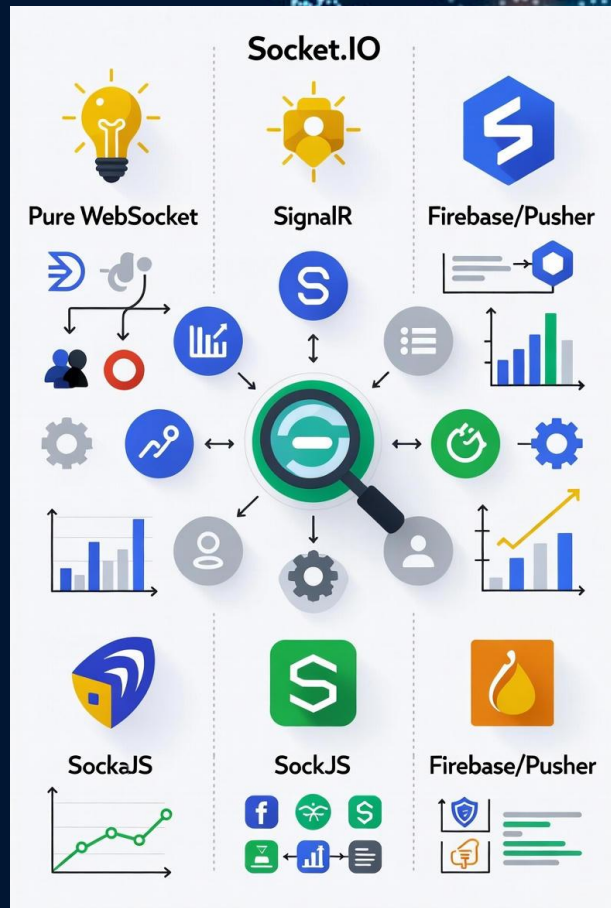 Socket.IO
Pure WebSocket
SignalR
Firebase/Pusher
SockaJS
SockJS
Firebase/Pusher